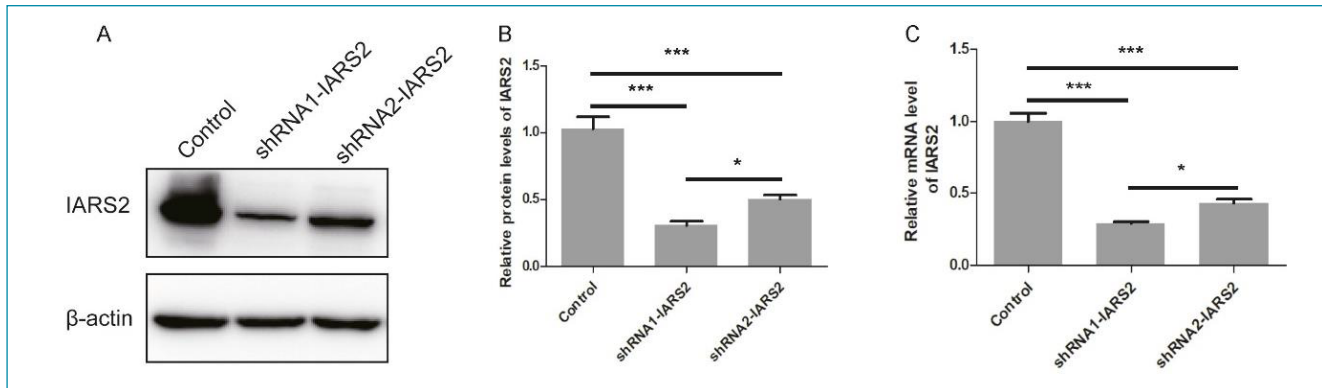 A
Control
shRNA1-IARS2
shRNA2-IARS2
IARS2
β-actin
B
Relative protein levels of IARS2
1.5
1.0
0.5
0.0
***
***
*
Control
shRNA1-IARS2
shRNA2-IARS2
C
Relative mRNA level
of IARS2
1.5
1.0
0.5
0.0
***
***
*
Control
shRNA1-IARS2
shRNA2-IARS2